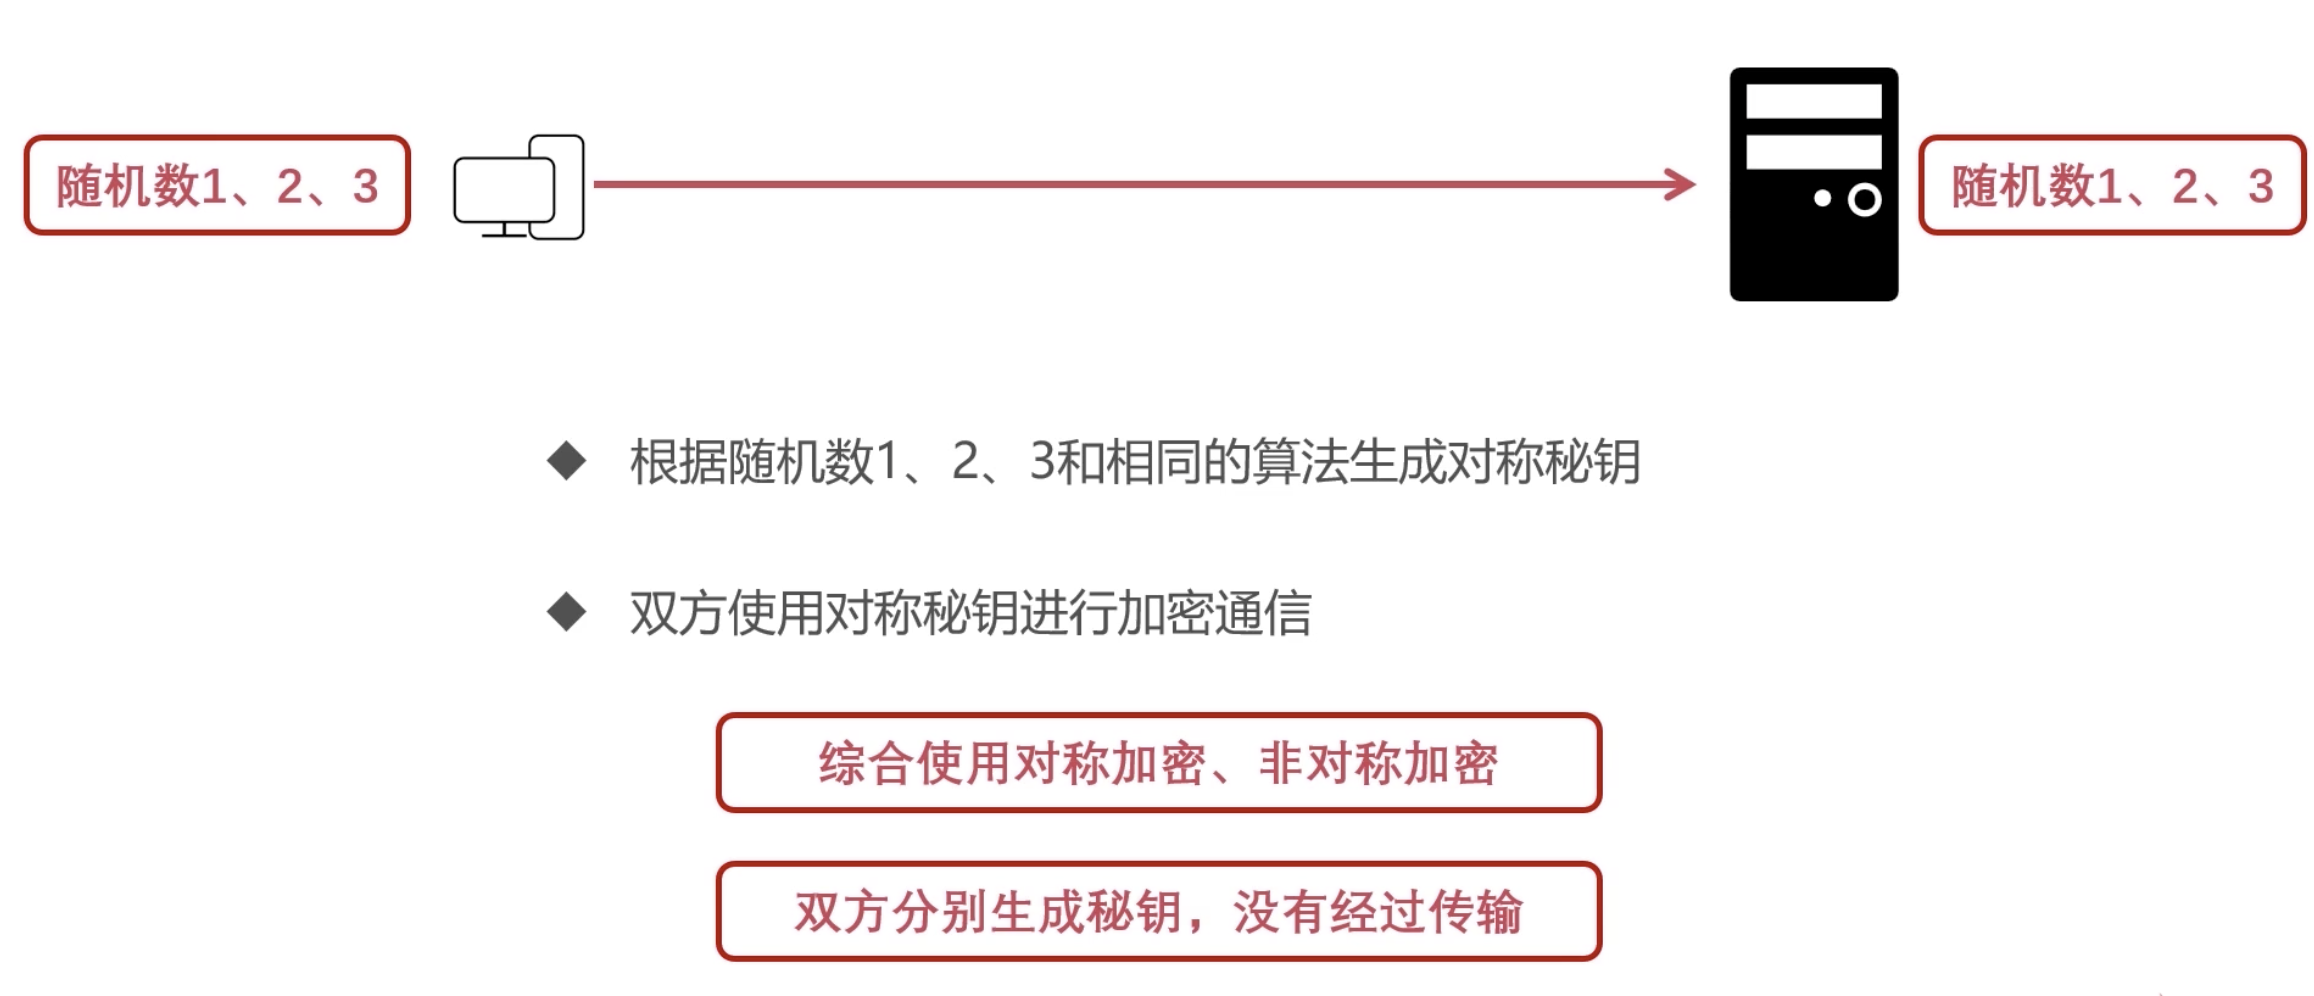 随机数1、2、3
随机数1、2、3
根据随机数1、2、3和相同的算法生成对称秘钥
双方使用对称秘钥进行加密通信
综合使用对称加密、非对称加密
双方分别生成秘钥，没有经过传输